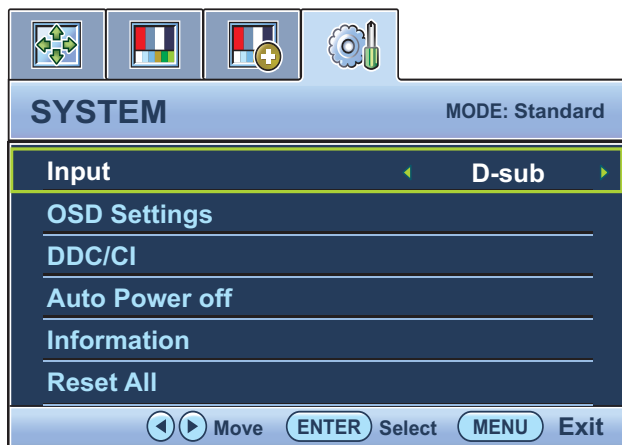 SYSTEM MODE: Standard
Input D-sub
OSD Settings
DDC/CI
Auto Power off
Information
Reset All
Move ENTER Select MENU Exit